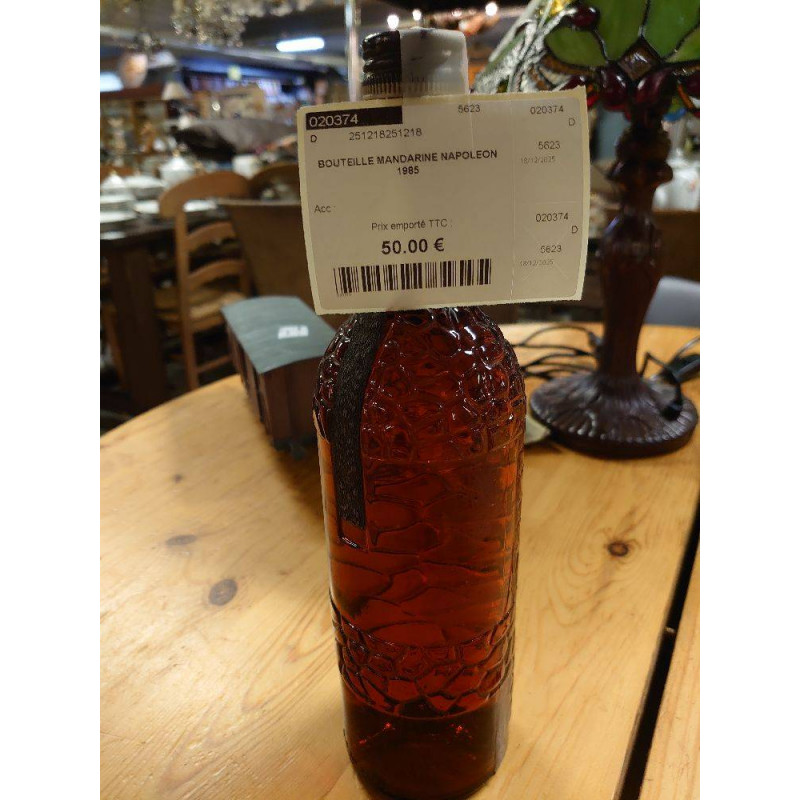 020374
5623
020374
D
251218251218
D
5623
BOUTEILLE MANDARINE NAPOLEON
1985
Acc :
Prix emporté TTC :
50.00 €
020374
D
5623